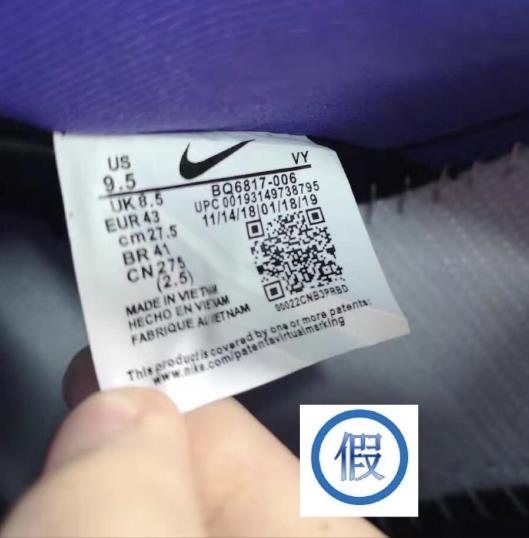 US
9.5
VY
UK 8.5
BQ6817-006
EUR 43
UPC 00193149738795
cm 27.5
11/14/18 01/18/19
BR 41
CN 275
(2.5)
00022CNB3PRBD
MADE IN VIETNAM
HECHO EN VIETNAM
FABRIQUE AU VIETNAM
This product is covered by one or more patents:
www.nike.com/patentvirtualmarking
假